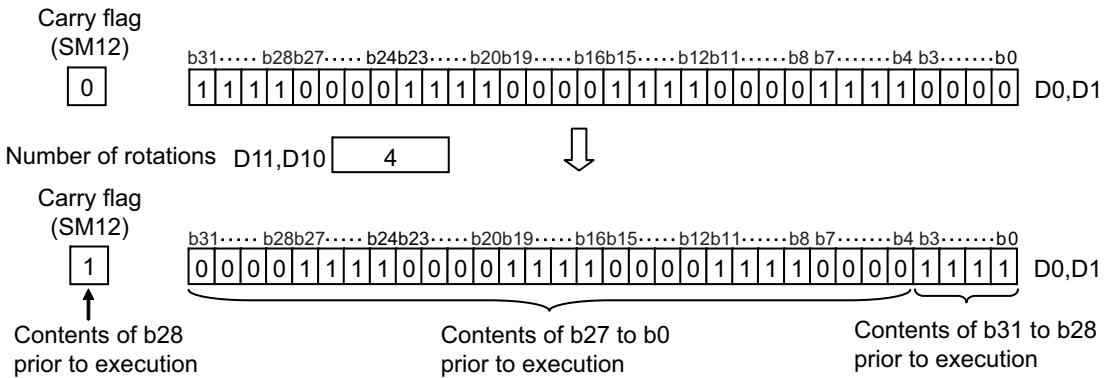 Carry flag
(SM12)
b31····· b28b27····· b24b23····· b20b19····· b16b15····· b12b11····· b8 b7······· b4 b3·······b0
0 1 1 1 1 0 0 0 0 1 1 1 1 0 0 0 0 1 1 1 1 0 0 0 0 1 1 1 1 0 0 0 0 D0,D1
Number of rotations D11,D10 4
Carry flag
(SM12)
b31····· b28b27····· b24b23····· b20b19····· b16b15····· b12b11····· b8 b7······· b4 b3·······b0
1 0 0 0 0 1 1 1 1 0 0 0 0 1 1 1 1 0 0 0 0 1 1 1 1 0 0 0 0 1 1 1 1 D0,D1
Contents of b28
prior to execution
Contents of b27 to b0
prior to execution
Contents of b31 to b28
prior to execution